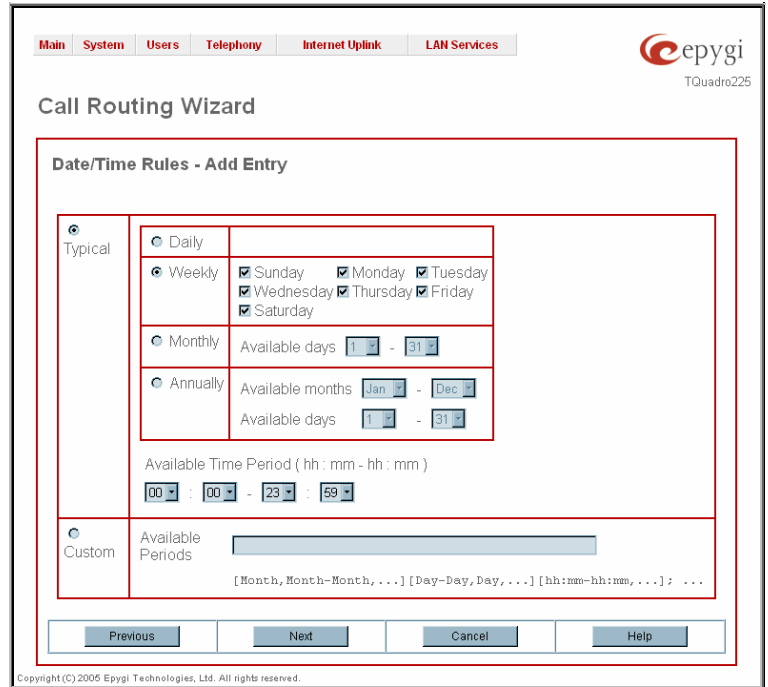 Main System Users Telephony Internet Uplink LAN Services
epygi
TQuadro225
Call Routing Wizard
Date/Time Rules - Add Entry
Typical
Daily
Weekly
Sunday Monday Tuesday
Wednesday Thursday Friday
Saturday
Monthly
Available days 1 - 31
Annually
Available months Jan - Dec
Available days 1 - 31
Available Time Period ( hh : mm - hh : mm )
00 : 00 - 23 : 59
Custom
Available
Periods
[Month,Month-Month,...][Day-Day,Day,...][hh:mm-hh:mm,...]; ...
Previous Next Cancel Help
Copyright (C) 2005 Epygi Technologies, Ltd. All rights reserved.